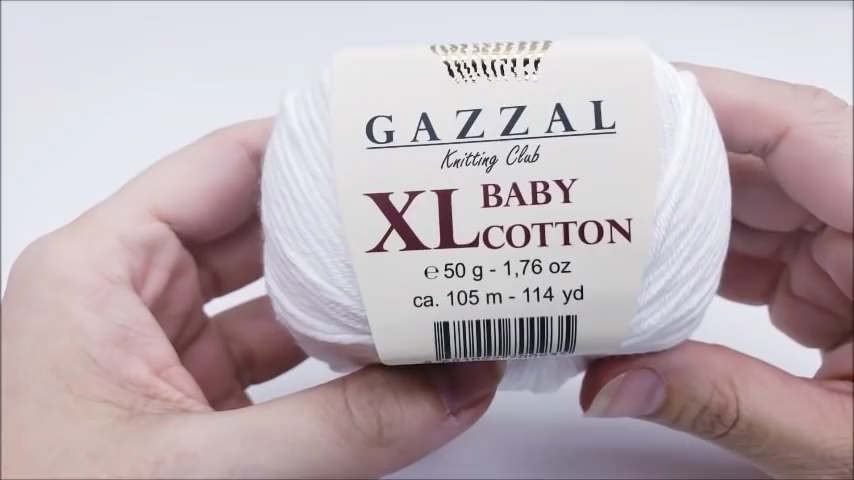 GAZZAL
Knitting Club
XL BABY COTTON
℮ 50 g - 1,76 oz
ca. 105 m - 114 yd